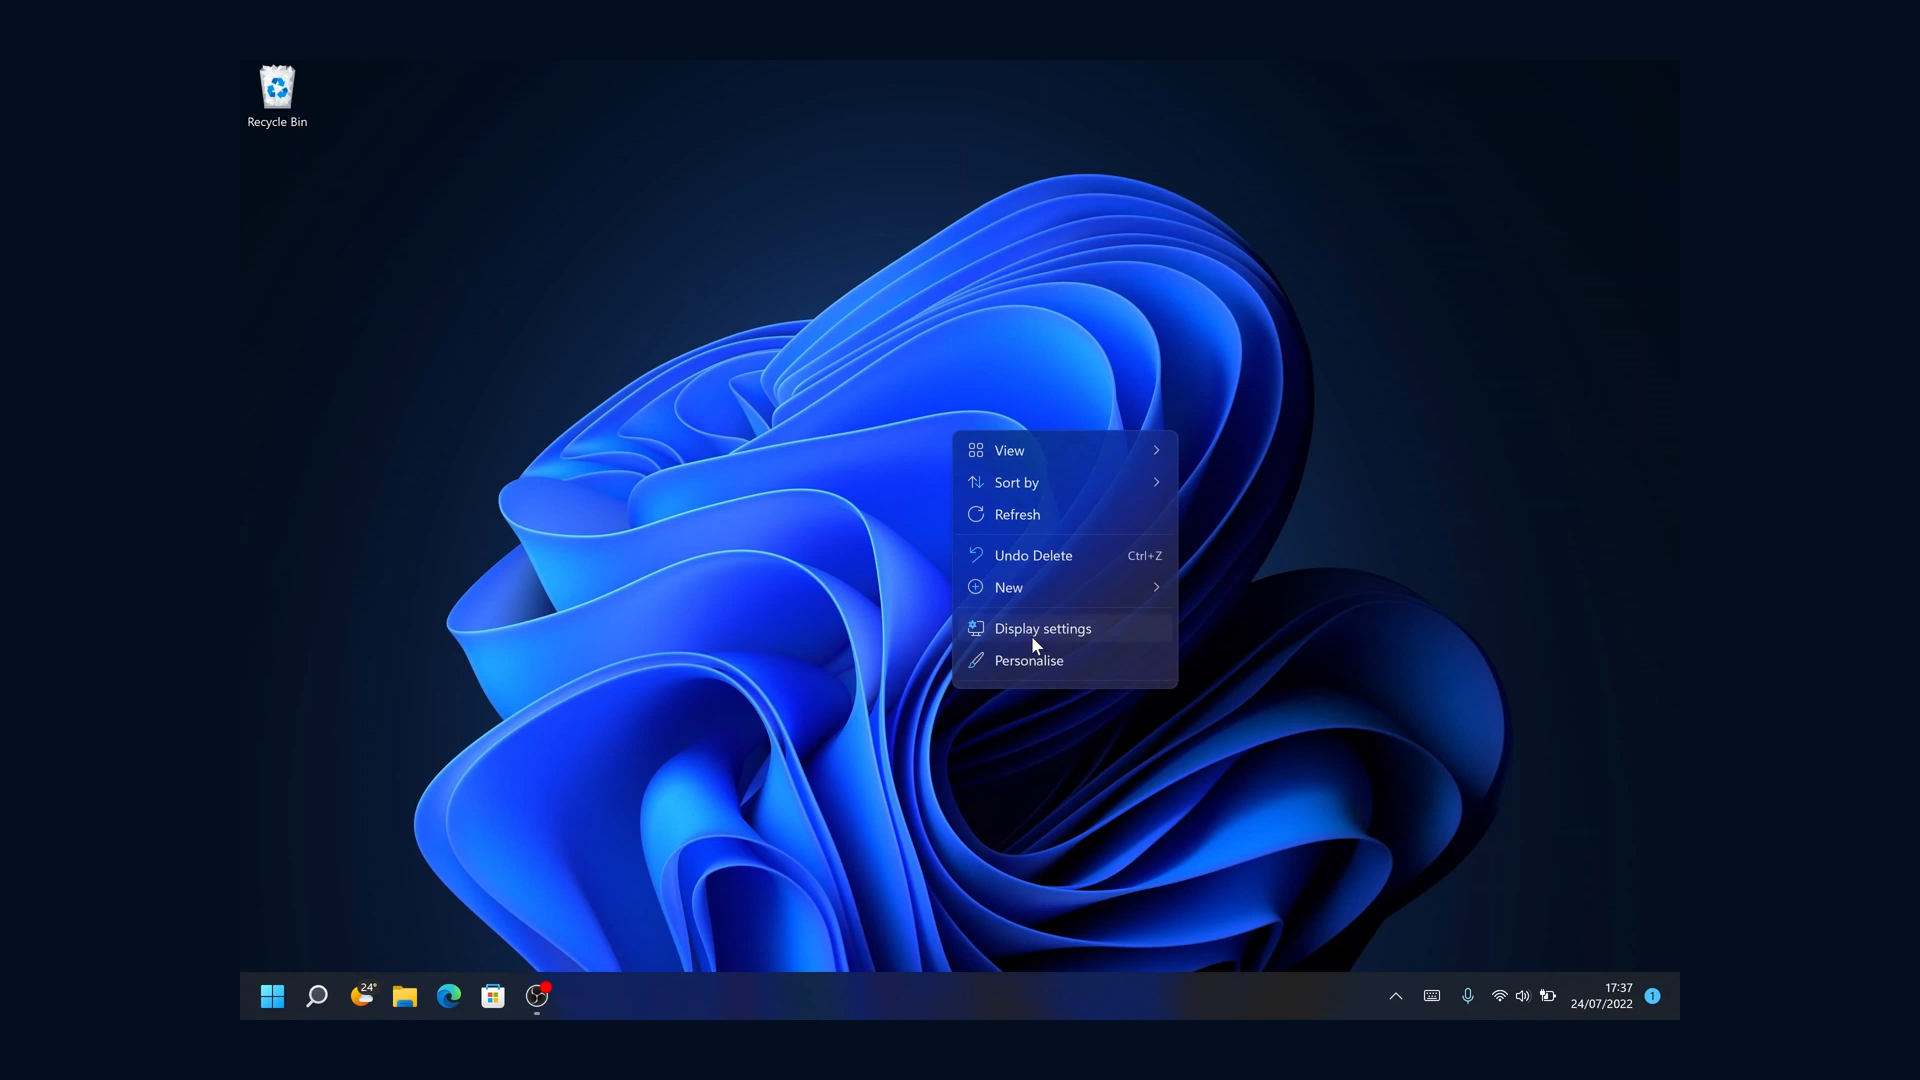 Recycle Bin
View
Sort by
Refresh
Undo Delete Ctrl+Z
New
Display settings
Personalise
24°
17:37
24/07/2022
1